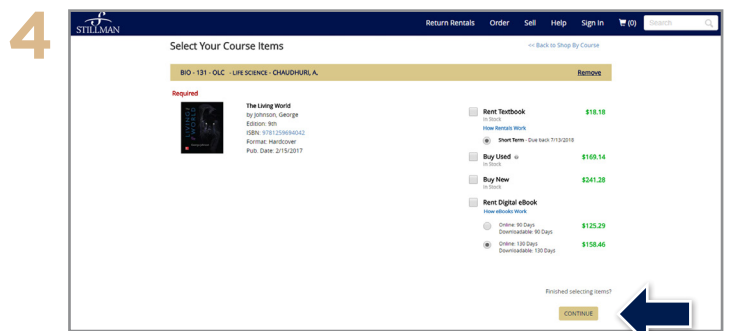 4
STILLMAN
Return Rentals Order Sell Help Sign In (0) Search
Select Your Course Items
<< Back to Shop By Course
BIO - 131 - OLC - LIFE SCIENCE - CHAUDHURI, A.
Remove
Required
LIVING WORLD
The Living World
by Johnson, George
Edition: 9th
ISBN: 9781259694042
Format: Hardcover
Pub. Date: 2/15/2017
Rent Textbook $18.18
In Stock
How Rentals Work
Short Term - Due back 7/13/2018
Buy Used $169.14
In Stock
Buy New $241.28
In Stock
Rent Digital eBook
How eBooks Work
Online: 90 Days $125.29
Downloadable: 90 Days
Online: 130 Days $158.46
Downloadable: 130 Days
Finished selecting items?
CONTINUE